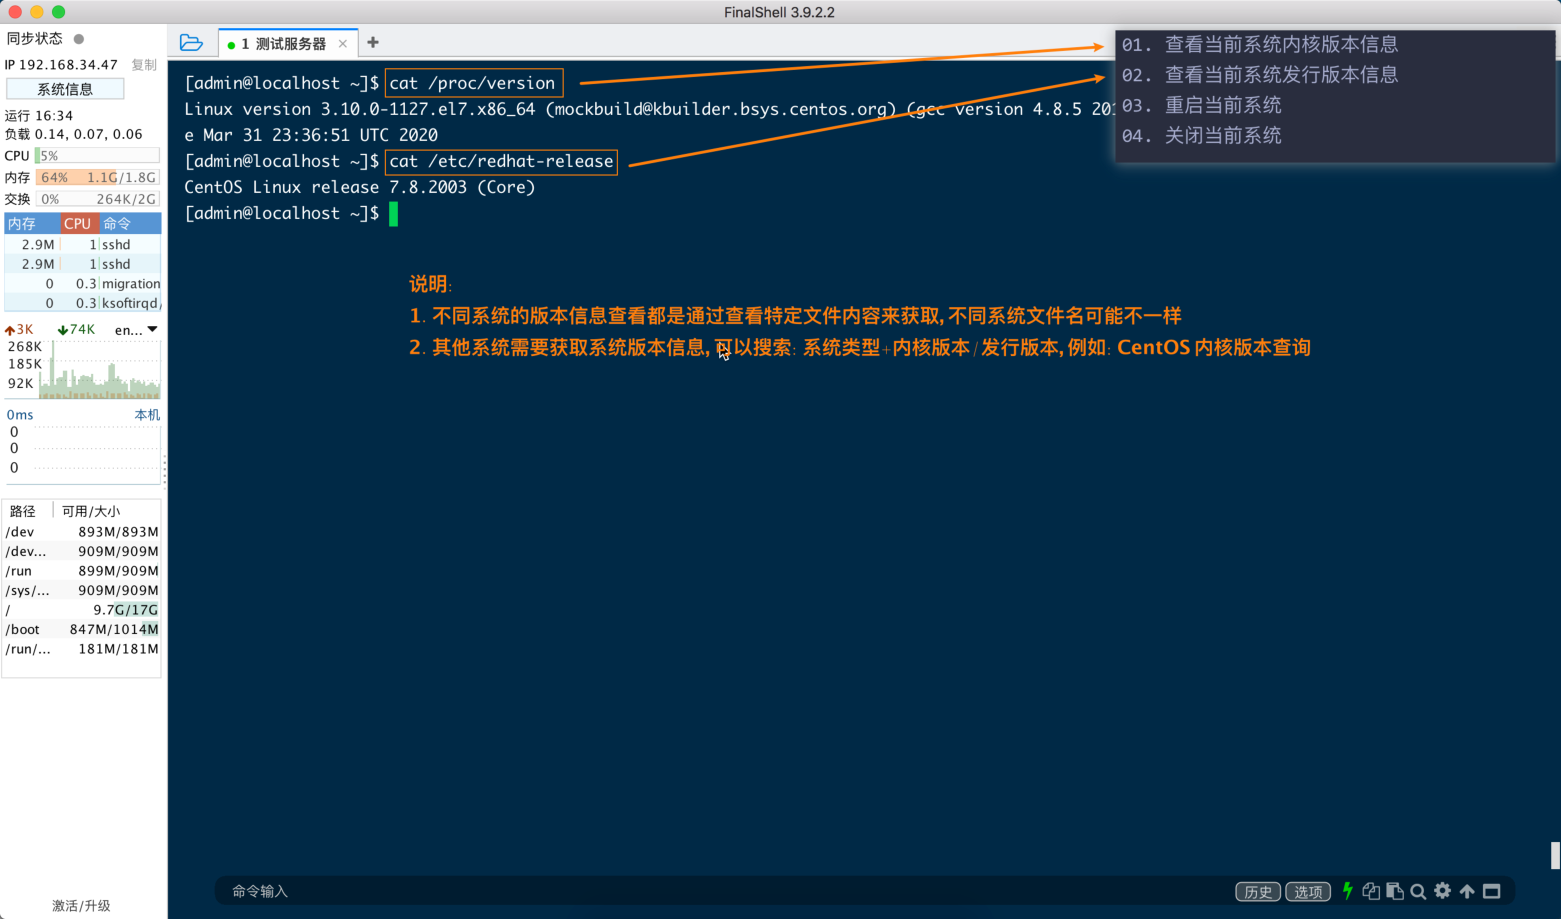 FinalShell 3.9.2.2
同步状态
IP 192.168.34.47 复制
系统信息
运行 16:34
负载 0.14, 0.07, 0.06
CPU 5%
内存 64% 1.1G/1.8G
交换 0% 264K/2G
内存 CPU 命令
2.9M 1 sshd
2.9M 1 sshd
0 0.3 migration
0 0.3 ksoftirqd/
3K 74K en...
268K
185K
92K
0ms 本机
0
0
0
路径 可用/大小
/dev 893M/893M
/dev... 909M/909M
/run 899M/909M
/sys/... 909M/909M
/ 9.7G/17G
/boot 847M/1014M
/run/... 181M/181M
激活/升级
1 测试服务器
[admin@localhost ~]$ cat /proc/version
Linux version 3.10.0-1127.el7.x86_64 (mockbuild@kbuilder.bsys.centos.org) (gcc version 4.8.5 201
e Mar 31 23:36:51 UTC 2020
[admin@localhost ~]$ cat /etc/redhat-release
CentOS Linux release 7.8.2003 (Core)
[admin@localhost ~]$
01. 查看当前系统内核版本信息
02. 查看当前系统发行版本信息
03. 重启当前系统
04. 关闭当前系统
说明:
1. 不同系统的版本信息查看都是通过查看特定文件内容来获取, 不同系统文件名可能不一样
2. 其他系统需要获取系统版本信息, 可以搜索: 系统类型+内核版本/发行版本, 例如: CentOS 内核版本查询
命令输入
历史 选项